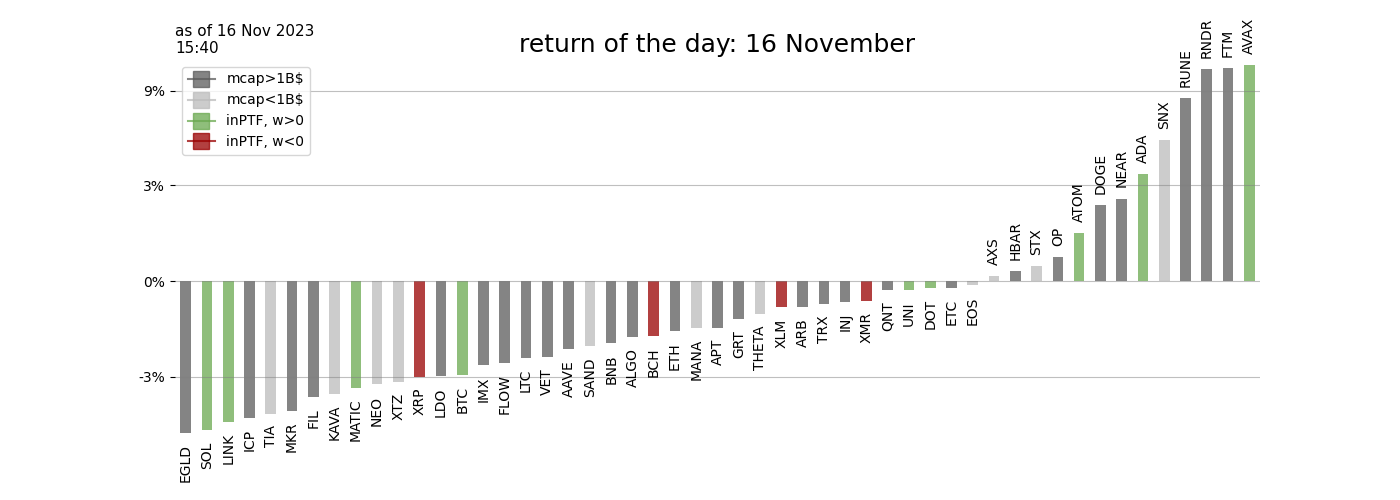 as of 16 Nov 2023
15:40
return of the day: 16 November
mcap>1B$
mcap<1B$
inPTF, w>0
inPTF, w<0
9%
3%
0%
-3%
EGLD
SOL
LINK
ICP
TIA
MKR
FIL
KAVA
MATIC
NEO
XTZ
XRP
LDO
BTC
IMX
FLOW
LTC
VET
AAVE
SAND
BNB
ALGO
BCH
ETH
MANA
APT
GRT
THETA
XLM
ARB
TRX
INJ
XMR
QNT
UNI
DOT
ETC
EOS
AXS
HBAR
STX
OP
ATOM
DOGE
NEAR
ADA
SNX
RUNE
RNDR
FTM
AVAX